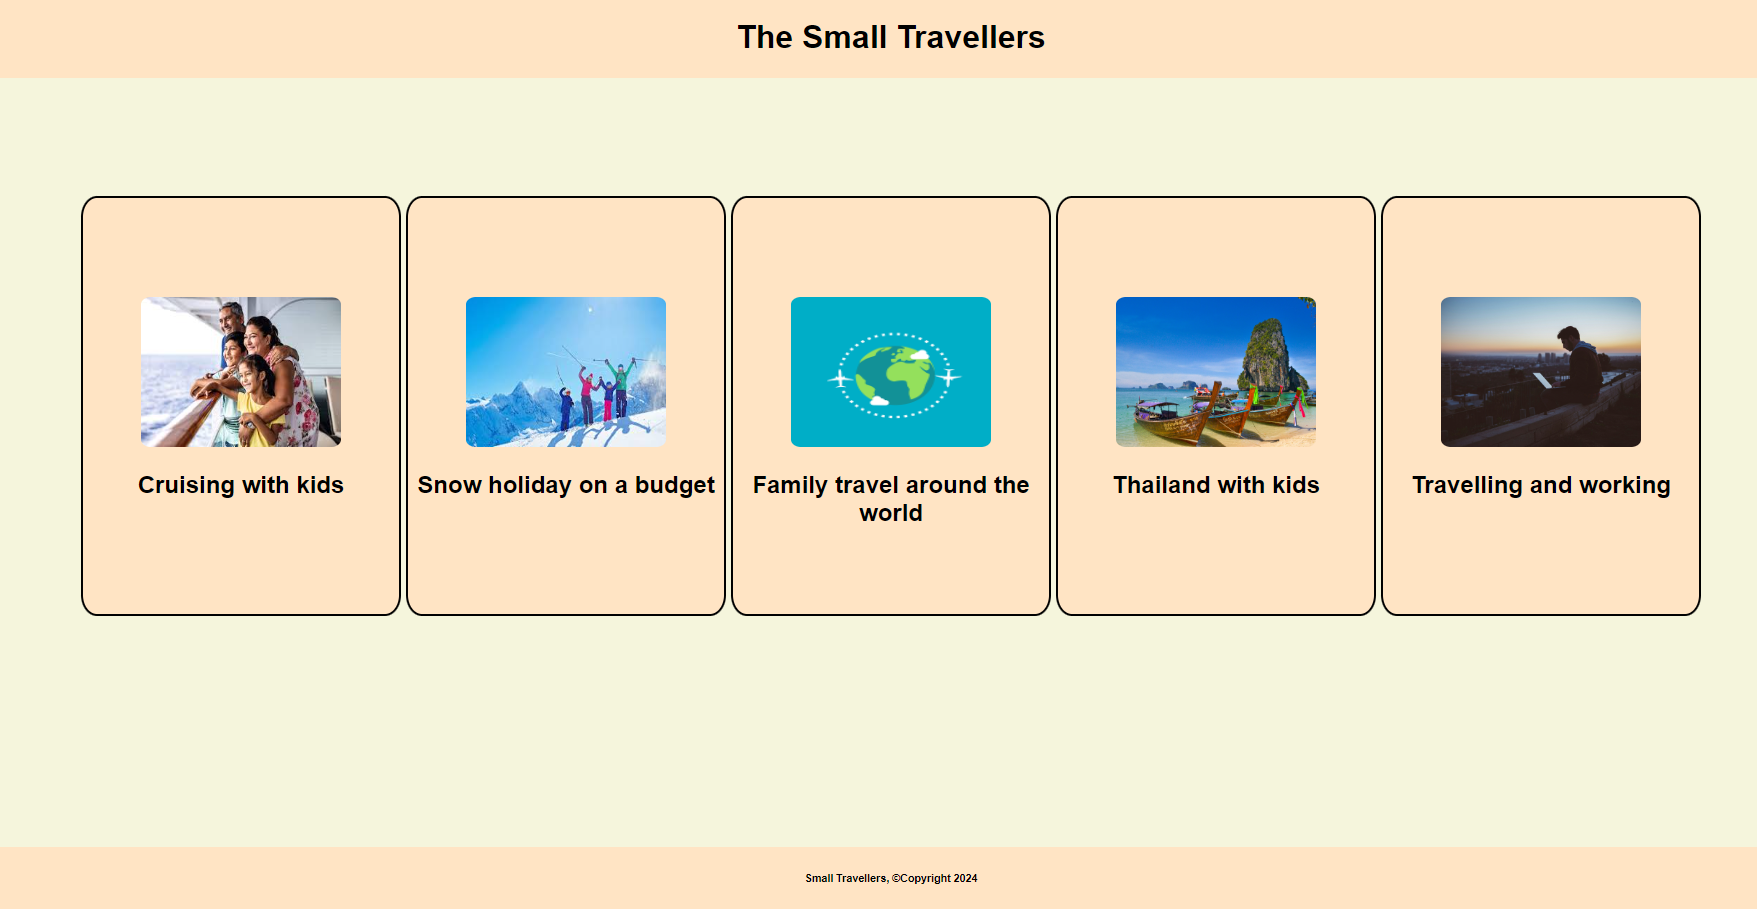 The Small Travellers
Cruising with kids
Snow holiday on a budget
Family travel around the
world
Thailand with kids
Travelling and working
Small Travellers, ©Copyright 2024